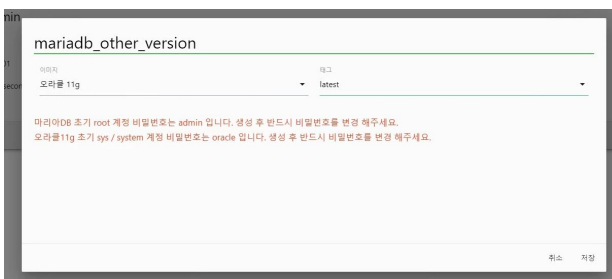 min
mariadb_other_version
이미지
태그
오라클 11g
latest
마리아DB 초기 root 계정 비밀번호는 admin 입니다. 생성 후 반드시 비밀번호를 변경 해주세요.
오라클11g 초기 sys / system 계정 비밀번호는 oracle 입니다. 생성 후 반드시 비밀번호를 변경 해주세요.
취소 저장